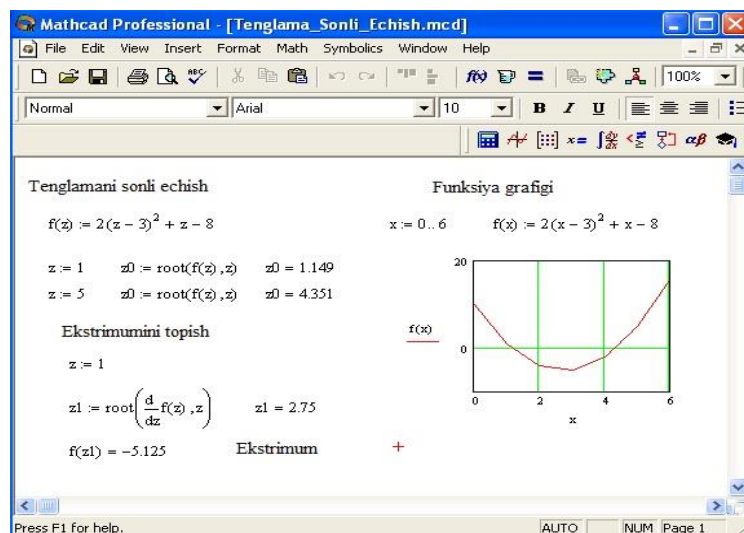 Mathcad Professional - [Tenglama_Sonli_Echish.mcd]
File Edit View Insert Format Math Symbolics Window Help
100%
Normal Arial 10 B I U
Tenglamani sonli echish
Funksiya grafigi
f(z) := 2(z − 3)² + z − 8
x := 0.. 6 f(x) := 2(x − 3)² + x − 8
z := 1 z0 := root(f(z) ,z) z0 = 1.149
z := 5 z0 := root(f(z) ,z) z0 = 4.351
20
f(x)
0
0 2 4 6
x
Ekstrimumini topish
z := 1
z1 := root(d/dz f(z) ,z) z1 = 2.75
f(z1) = −5.125 Ekstrimum
Press F1 for help. AUTO NUM Page 1